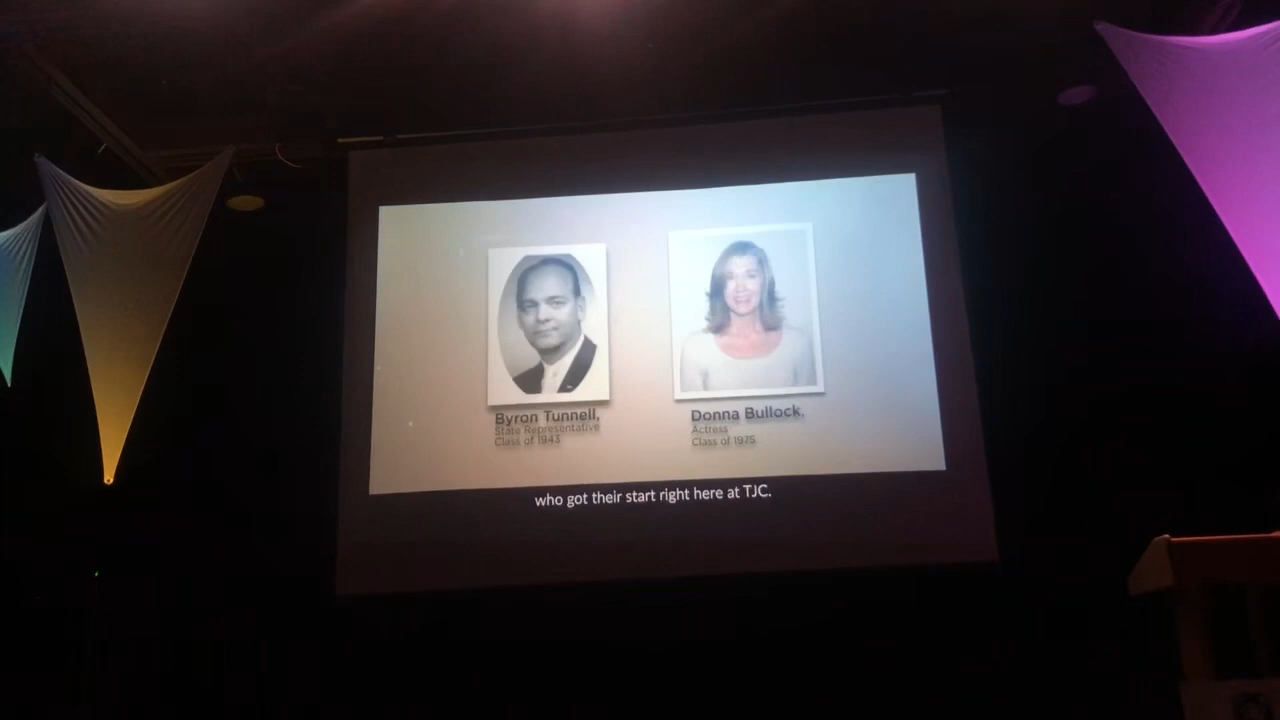 Byron Tunnell,
State Representative
Class of 1943
Donna Bullock,
Actress
Class of 1975
who got their start right here at TJC.